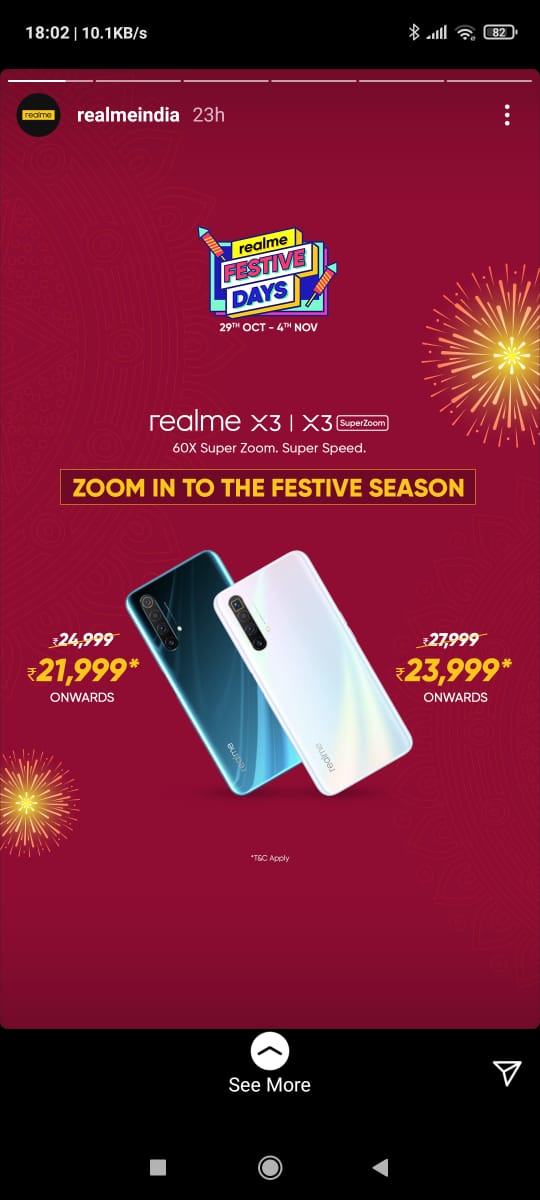 18:02 | 10.1KB/s
82
realme
realmeindia 23h
realme
FESTIVE
DAYS
29TH OCT - 4TH NOV
realme X3 | X3 SuperZoom
60X Super Zoom. Super Speed.
ZOOM IN TO THE FESTIVE SEASON
₹24,999
₹21,999*
ONWARDS
₹27,999
₹23,999*
ONWARDS
realme
realme
*T&C Apply
See More